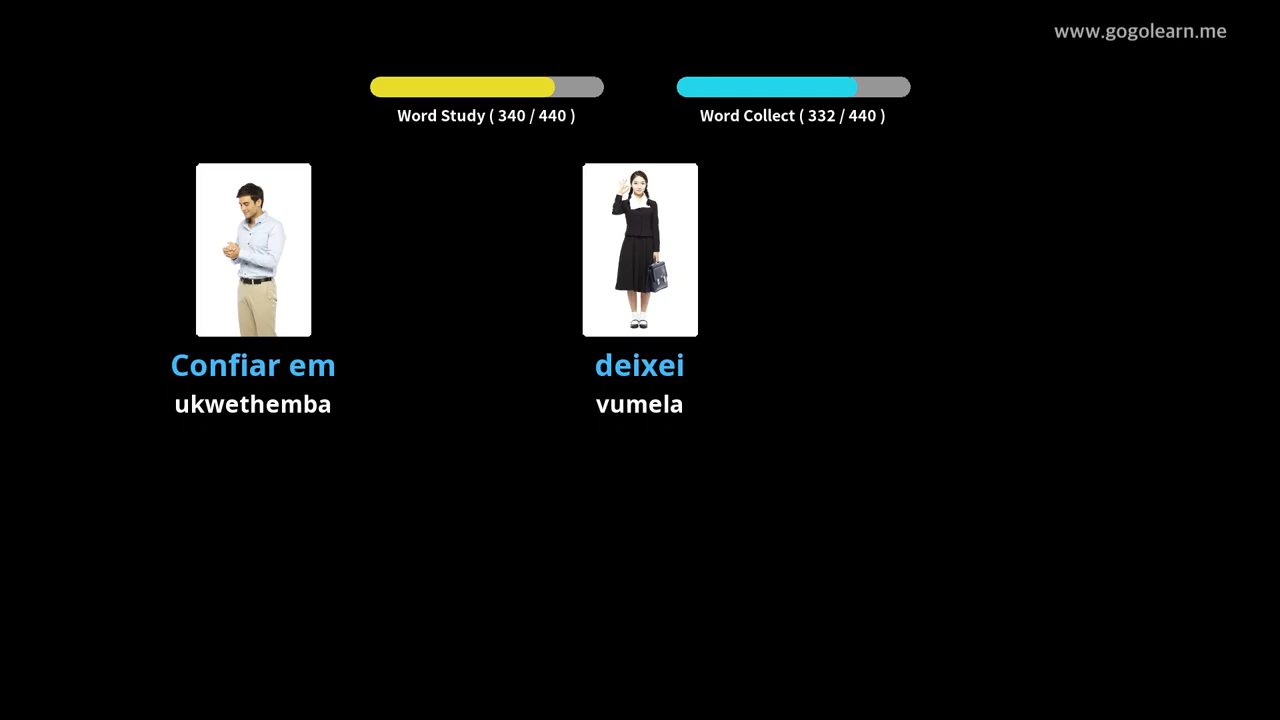 www.gogolearn.me
Word Study ( 340 / 440 )
Word Collect ( 332 / 440 )
Confiar em
ukwethemba
deixei
vumela